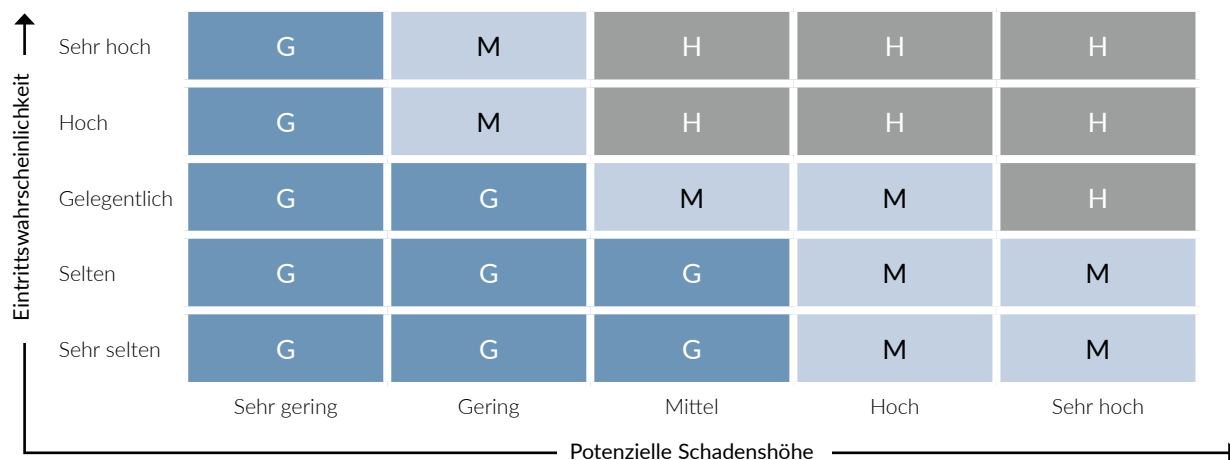 Eintrittswahrscheinlichkeit
Sehr hoch G M H H H
Hoch G M H H H
Gelegentlich G G M M H
Selten G G G M M
Sehr selten G G G M M
Sehr gering Gering Mittel Hoch Sehr hoch
Potenzielle Schadenshöhe